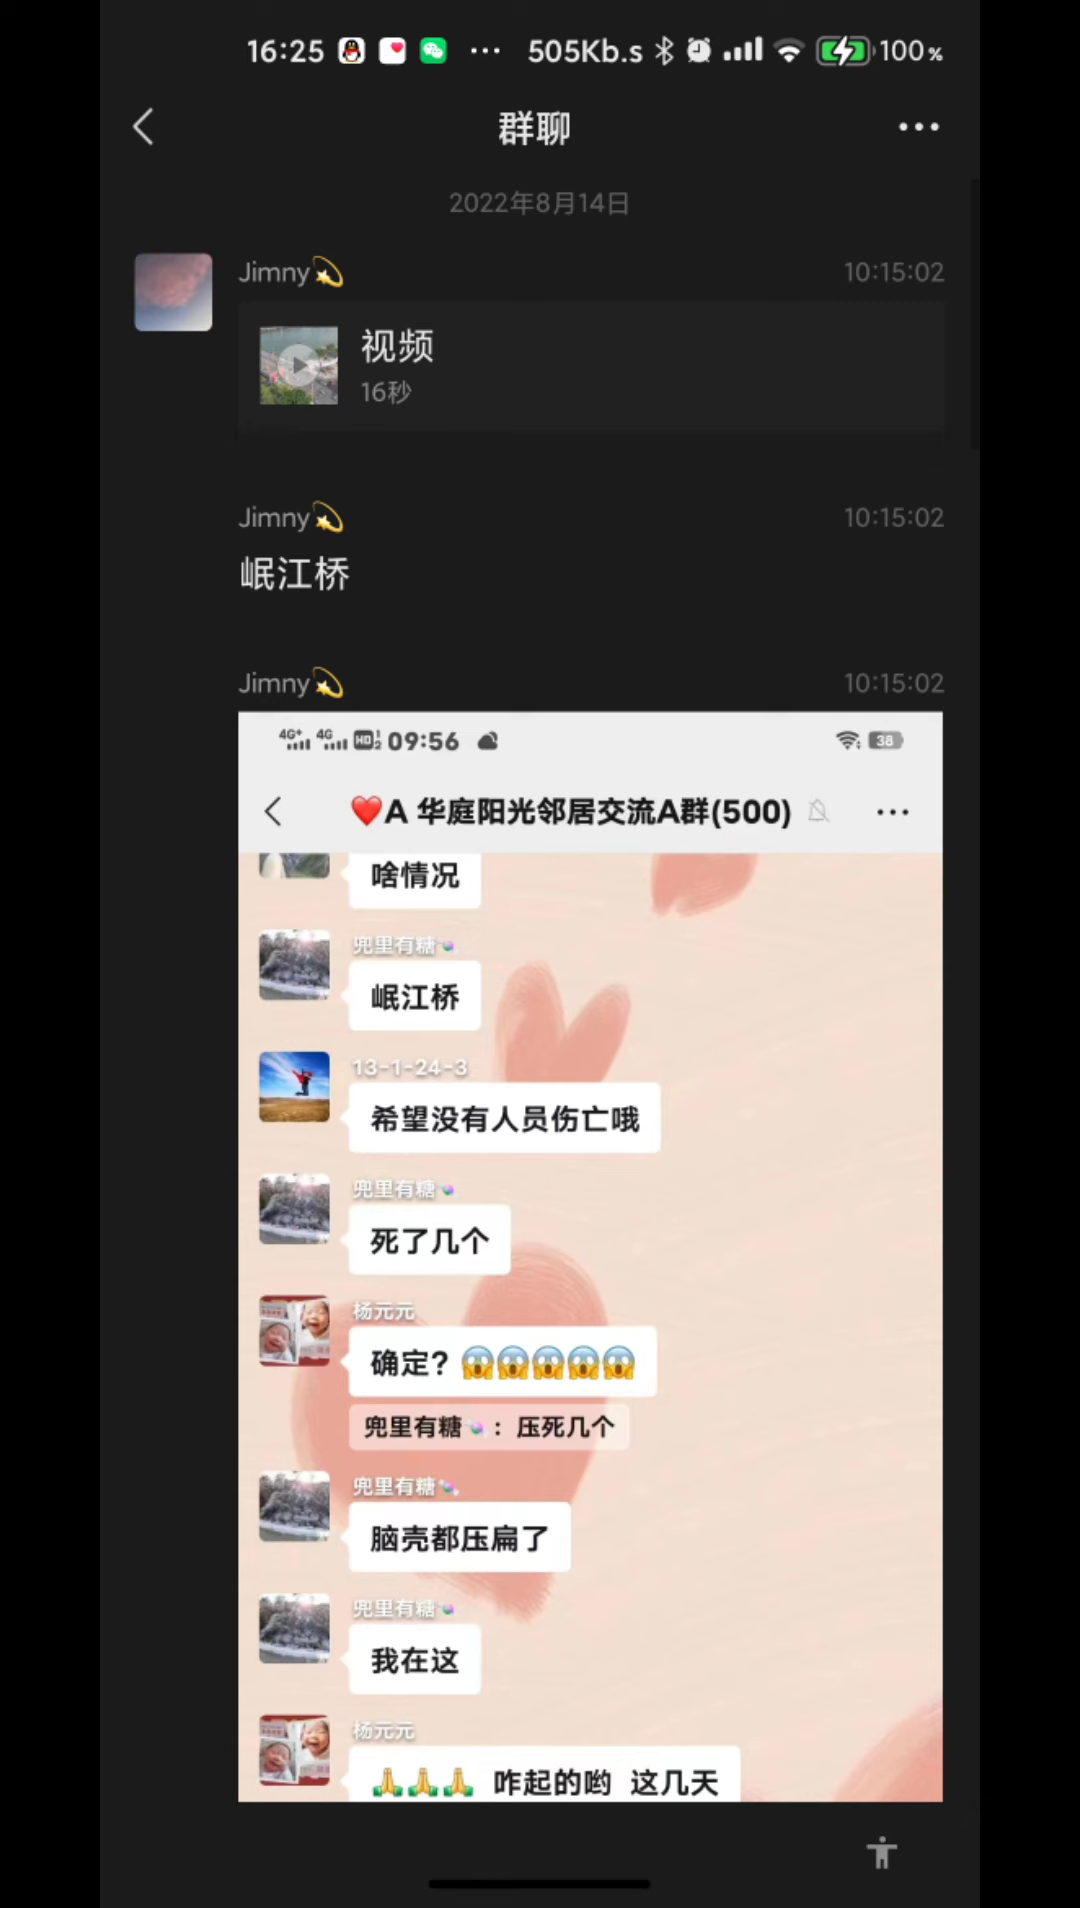 16:25 ··· 505Kb.s 100%
群聊 ···
2022年8月14日
Jimny💫 10:15:02
视频
16秒
Jimny💫 10:15:02
岷江桥
Jimny💫 10:15:02
4G+ 4G HD 1 2 09:56 38
❤️A 华庭阳光邻居交流A群(500) ···
啥情况
兜里有糖🍬
岷江桥
13-1-24-3
希望没有人员伤亡哦
兜里有糖🍬
死了几个
杨元元
确定？😱😱😱😱😱
兜里有糖🍬：压死几个
兜里有糖🍬
脑壳都压扁了
兜里有糖🍬
我在这
杨元元
🙏🙏🙏 咋起的哟 这几天